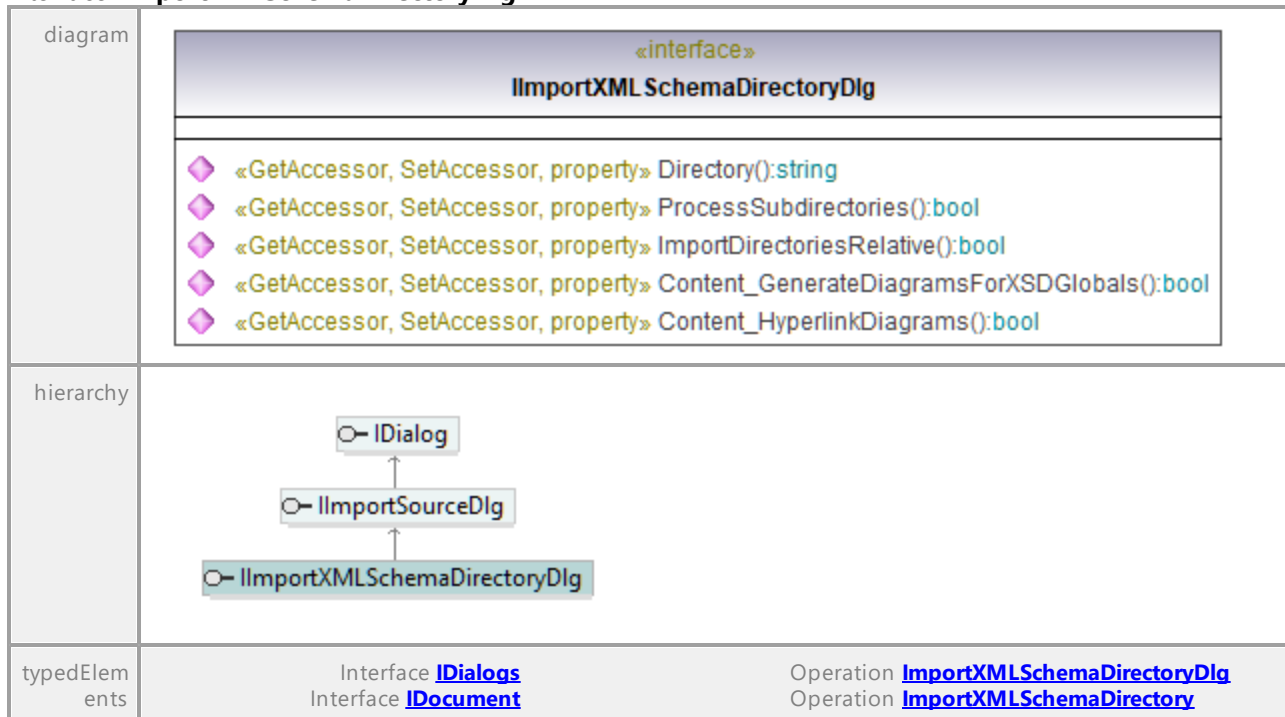 diagram
«interface»
IImportXMLSchemaDirectoryDlg
«GetAccessor, SetAccessor, property» Directory():string
«GetAccessor, SetAccessor, property» ProcessSubdirectories():bool
«GetAccessor, SetAccessor, property» ImportDirectoriesRelative():bool
«GetAccessor, SetAccessor, property» Content_GenerateDiagramsForXSDGlobals():bool
«GetAccessor, SetAccessor, property» Content_HyperlinkDiagrams():bool
hierarchy
IDialog
IImportSourceDlg
IImportXMLSchemaDirectoryDlg
typedElem
ents
Interface IDialogs Operation ImportXMLSchemaDirectoryDlg
Interface IDocument Operation ImportXMLSchemaDirectory